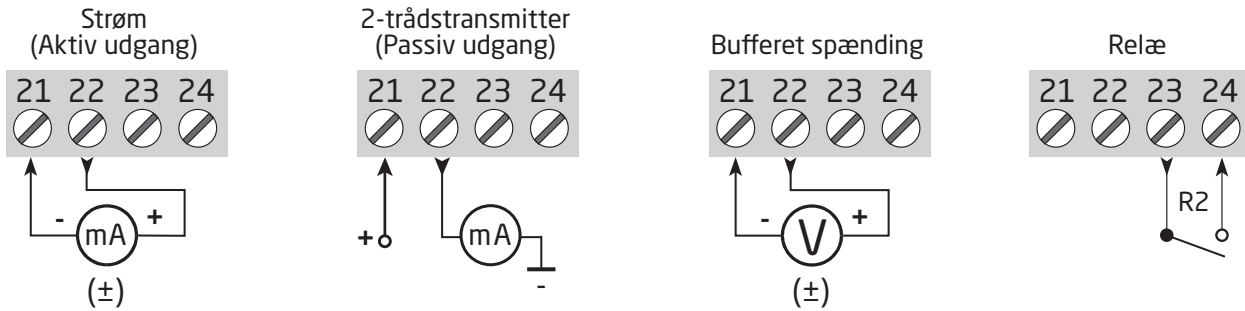 Strøm
(Aktiv udgang)
21 22 23 24
- mA +
(±)
2-trådstransmitter
(Passiv udgang)
21 22 23 24
+ mA
-
Bufferet spænding
21 22 23 24
- V +
(±)
Relæ
21 22 23 24
R2